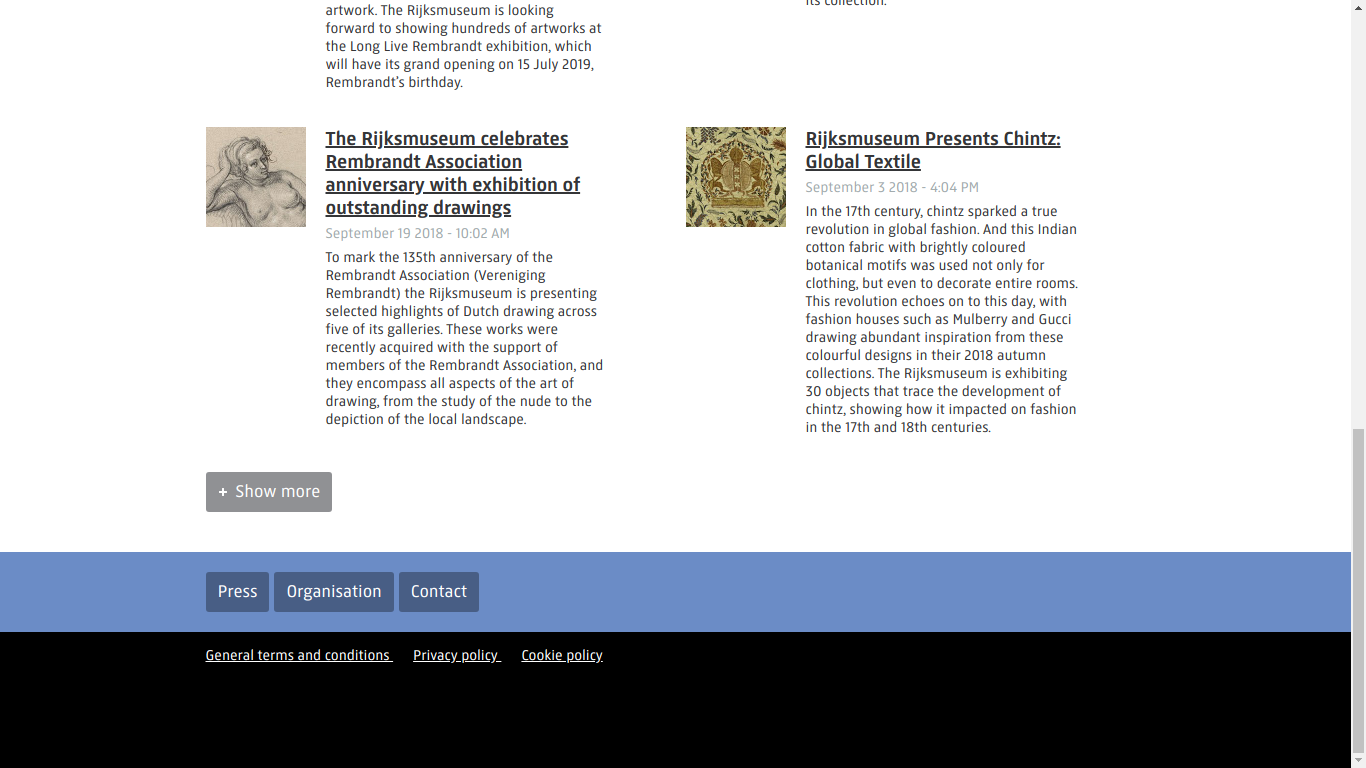 artwork. The Rijksmuseum is looking
forward to showing hundreds of artworks at
the Long Live Rembrandt exhibition, which
will have its grand opening on 15 July 2019,
Rembrandt's birthday.
its collection.
The Rijksmuseum celebrates
Rembrandt Association
anniversary with exhibition of
outstanding drawings
September 19 2018 - 10:02 AM
To mark the 135th anniversary of the
Rembrandt Association (Vereniging
Rembrandt) the Rijksmuseum is presenting
selected highlights of Dutch drawing across
five of its galleries. These works were
recently acquired with the support of
members of the Rembrandt Association, and
they encompass all aspects of the art of
drawing, from the study of the nude to the
depiction of the local landscape.
Rijksmuseum Presents Chintz:
Global Textile
September 3 2018 - 4:04 PM
In the 17th century, chintz sparked a true
revolution in global fashion. And this Indian
cotton fabric with brightly coloured
botanical motifs was used not only for
clothing, but even to decorate entire rooms.
This revolution echoes on to this day, with
fashion houses such as Mulberry and Gucci
drawing abundant inspiration from these
colourful designs in their 2018 autumn
collections. The Rijksmuseum is exhibiting
30 objects that trace the development of
chintz, showing how it impacted on fashion
in the 17th and 18th centuries.
+ Show more
Press Organisation Contact
General terms and conditions Privacy policy Cookie policy